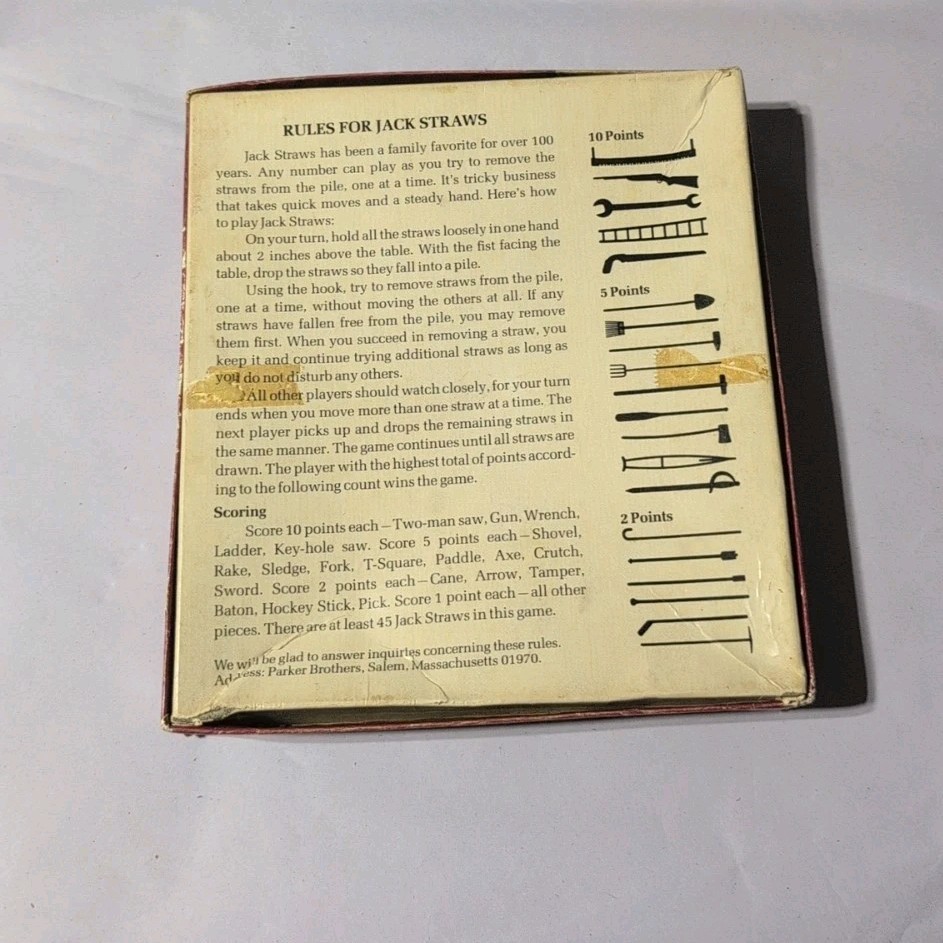 RULES FOR JACK STRAWS
Jack Straws has been a family favorite for over 100
years. Any number can play as you try to remove the
straws from the pile, one at a time. It's tricky business
that takes quick moves and a steady hand. Here's how
to play Jack Straws:
On your turn, hold all the straws loosely in one hand
about 2 inches above the table. With the fist facing the
table, drop the straws so they fall into a pile.
Using the hook, try to remove straws from the pile,
one at a time, without moving the others at all. If any
straws have fallen free from the pile, you may remove
them first. When you succeed in removing a straw, you
keep it and continue trying additional straws as long as
you do not disturb any others.
All other players should watch closely, for your turn
ends when you move more than one straw at a time. The
next player picks up and drops the remaining straws in
the same manner. The game continues until all straws are
drawn. The player with the highest total of points accord-
ing to the following count wins the game.
Scoring
Score 10 points each—Two-man saw, Gun, Wrench,
Ladder, Key-hole saw. Score 5 points each—Shovel,
Rake, Sledge, Fork, T-Square, Paddle, Axe, Crutch,
Sword. Score 2 points each—Cane, Arrow, Tamper,
Baton, Hockey Stick, Pick. Score 1 point each—all other
pieces. There are at least 45 Jack Straws in this game.
We will be glad to answer inquiries concerning these rules.
Address: Parker Brothers, Salem, Massachusetts 01970.
10 Points
5 Points
2 Points